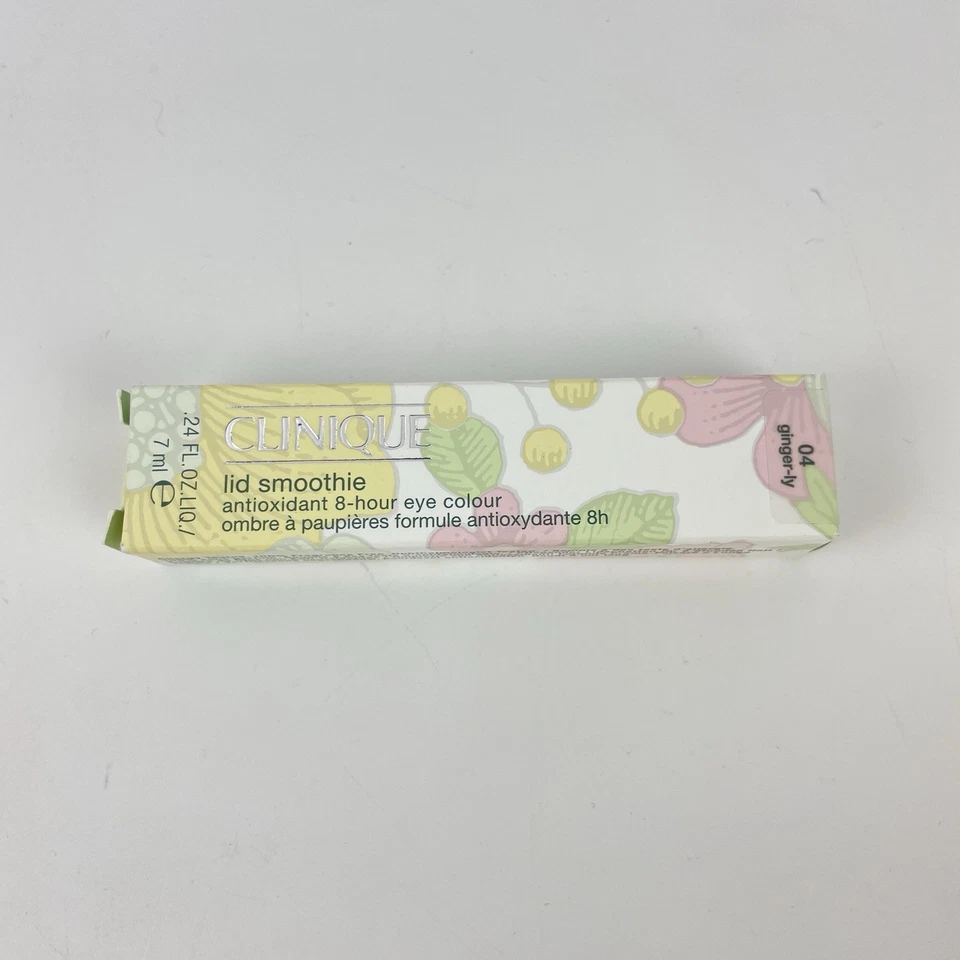 CLINIQUE
lid smoothie
antioxidant 8-hour eye colour
ombre à paupières formule antioxydante 8h
.24 FL.OZ.LIQ./
7 ml e
04
ginger-ly